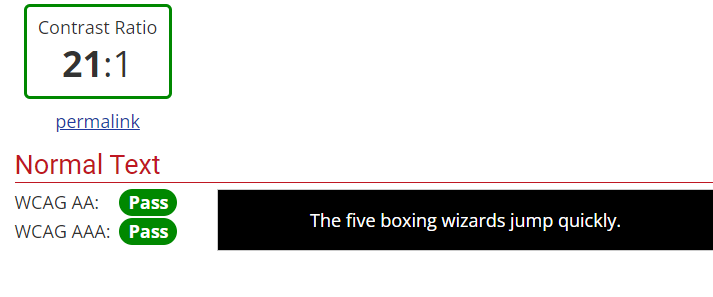 Contrast Ratio
21:1
permalink
Normal Text
WCAG AA: Pass
WCAG AAA: Pass
The five boxing wizards jump quickly.